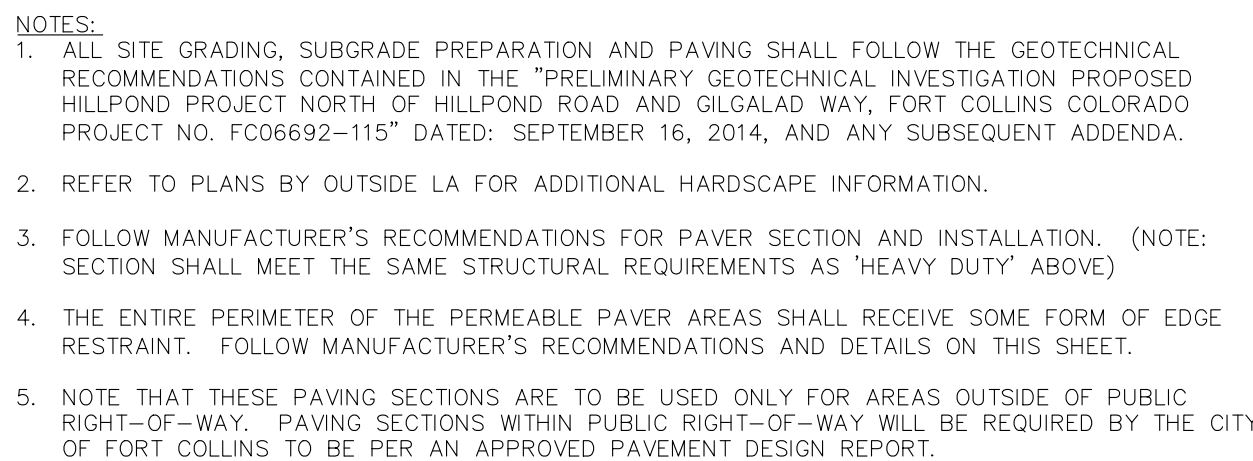 NOTES:
1. ALL SITE GRADING, SUBGRADE PREPARATION AND PAVING SHALL FOLLOW THE GEOTECHNICAL
RECOMMENDATIONS CONTAINED IN THE "PRELIMINARY GEOTECHNICAL INVESTIGATION PROPOSED
HILLPOND PROJECT NORTH OF HILLPOND ROAD AND GILGALAD WAY, FORT COLLINS COLORADO
PROJECT NO. FC06692-115" DATED: SEPTEMBER 16, 2014, AND ANY SUBSEQUENT ADDENDA.
2. REFER TO PLANS BY OUTSIDE LA FOR ADDITIONAL HARDSCAPE INFORMATION.
3. FOLLOW MANUFACTURER'S RECOMMENDATIONS FOR PAVER SECTION AND INSTALLATION. (NOTE:
SECTION SHALL MEET THE SAME STRUCTURAL REQUIREMENTS AS 'HEAVY DUTY' ABOVE)
4. THE ENTIRE PERIMETER OF THE PERMEABLE PAVER AREAS SHALL RECEIVE SOME FORM OF EDGE
RESTRAINT. FOLLOW MANUFACTURER'S RECOMMENDATIONS AND DETAILS ON THIS SHEET.
5. NOTE THAT THESE PAVING SECTIONS ARE TO BE USED ONLY FOR AREAS OUTSIDE OF PUBLIC
RIGHT-OF-WAY. PAVING SECTIONS WITHIN PUBLIC RIGHT-OF-WAY WILL BE REQUIRED BY THE CITY
OF FORT COLLINS TO BE PER AN APPROVED PAVEMENT DESIGN REPORT.